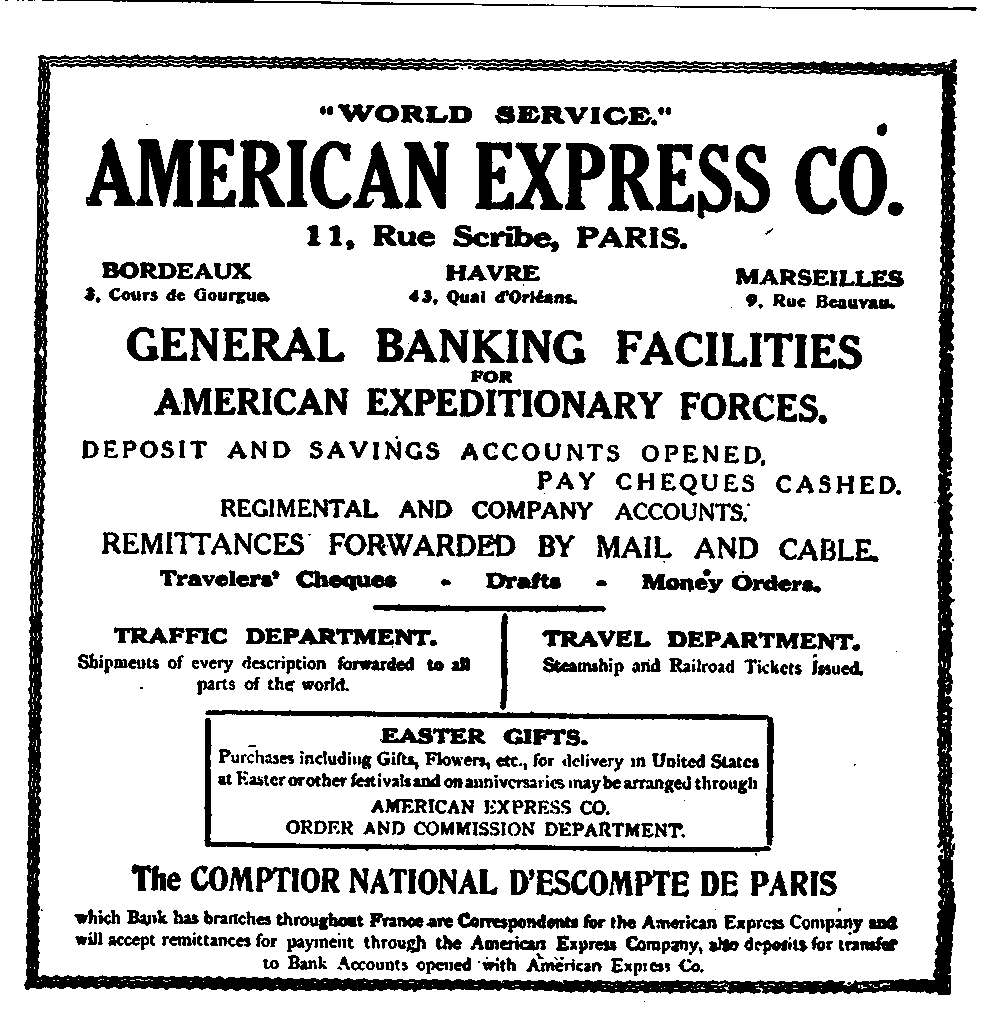 "WORLD SERVICE."
AMERICAN EXPRESS CO.
11, Rue Scribe, PARIS.
BORDEAUX HAVRE MARSEILLES
3, Cours de Gourgue. 43, Quai d'Orléans. 9, Rue Beauvau.
GENERAL BANKING FACILITIES
FOR
AMERICAN EXPEDITIONARY FORCES.
DEPOSIT AND SAVINGS ACCOUNTS OPENED,
PAY CHEQUES CASHED.
REGIMENTAL AND COMPANY ACCOUNTS.
REMITTANCES FORWARDED BY MAIL AND CABLE.
Travelers' Cheques - Drafts - Money Orders.
TRAFFIC DEPARTMENT.
Shipments of every description forwarded to all
parts of the world.
TRAVEL DEPARTMENT.
Steamship and Railroad Tickets issued.
EASTER GIFTS.
Purchases including Gifts, Flowers, etc., for delivery in United States
at Easter or other festivals and on anniversaries may be arranged through
AMERICAN EXPRESS CO.
ORDER AND COMMISSION DEPARTMENT.
The COMPTIOR NATIONAL D'ESCOMPTE DE PARIS
which Bank has branches throughout France are Correspondents for the American Express Company and
will accept remittances for payment through the American Express Company, also deposits for transfer
to Bank Accounts opened with American Express Co.